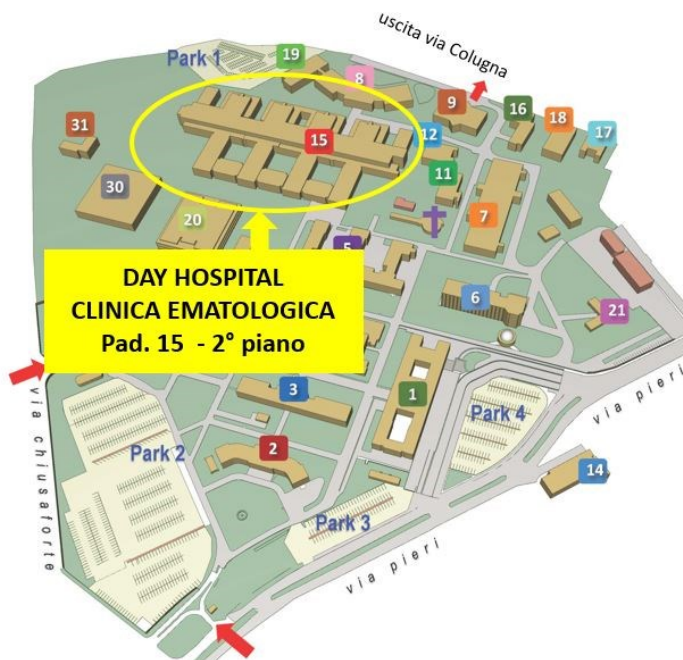 uscita via Colugna
Park 1
19
8
9
16
18
17
31
12
15
11
30
20
7
5
DAY HOSPITAL
CLINICA EMATOLOGICA
Pad. 15 - 2° piano
6
21
3
1
Park 4
via pieri
via chiusaforte
Park 2
2
14
Park 3
via pieri